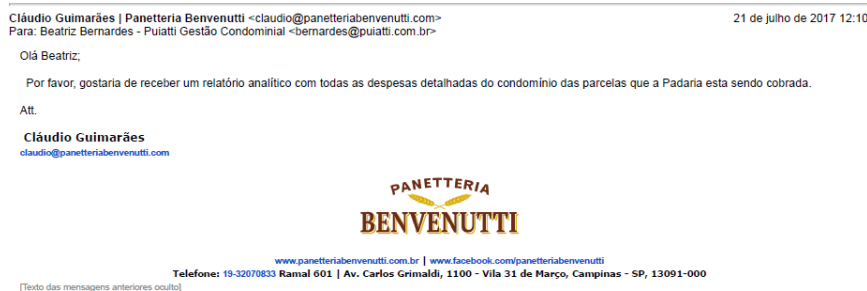 Cláudio Guimarães | Panetteria Benvenutti <claudio@panetteriabenvenutti.com> 21 de julho de 2017 12:10
Para: Beatriz Bernardes - Puiatti Gestão Condominial <bernardes@puiatti.com.br>
Olá Beatriz;
Por favor, gostaria de receber um relatório analítico com todas as despesas detalhadas do condomínio das parcelas que a Padaria esta sendo cobrada.
Att.
Cláudio Guimarães
claudio@panetteriabenvenutti.com
PANETTERIA
BENVENUTTI
www.panetteriabenvenutti.com.br | www.facebook.com/panetteriabenvenutti
Telefone: 19-32070833 Ramal 601 | Av. Carlos Grimaldi, 1100 - Vila 31 de Março, Campinas - SP, 13091-000
[Texto das mensagens anteriores oculto]